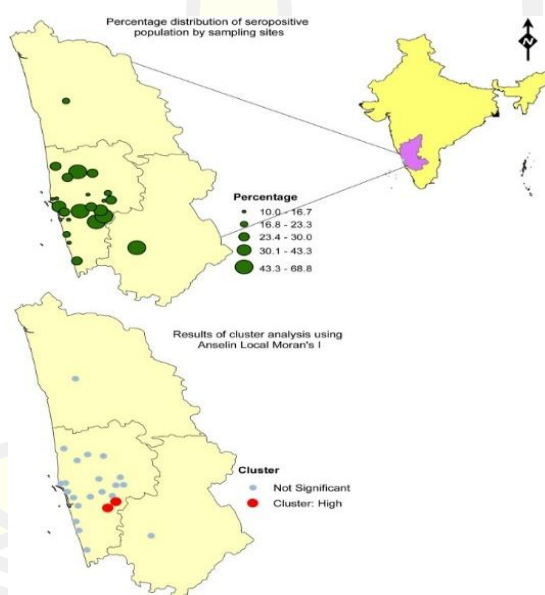 Percentage distribution of seropositive
population by sampling sites
N
Percentage
10.0 - 16.7
16.8 - 23.3
23.4 - 30.0
30.1 - 43.3
43.3 - 68.8
Results of cluster analysis using
Anselin Local Moran's I
Cluster
Not Significant
Cluster: High